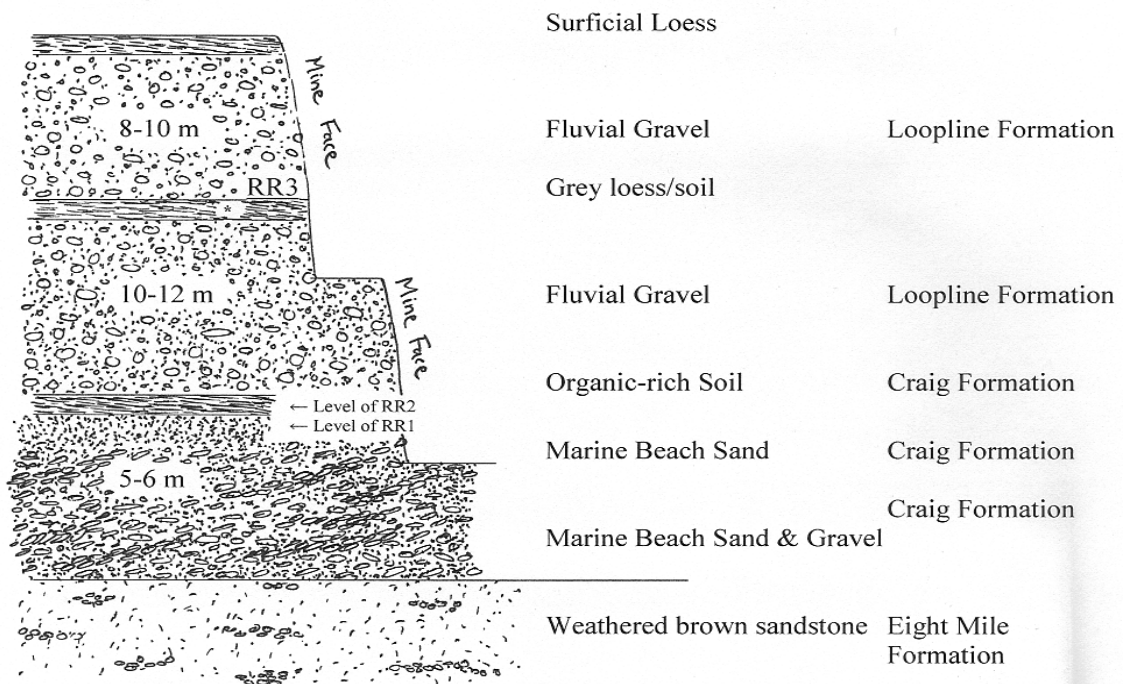 Surficial Loess
Mine Face
8-10 m
Fluvial Gravel Loopline Formation
RR3
Grey loess/soil
*
Mine Face
10-12 m
Fluvial Gravel Loopline Formation
Organic-rich Soil Craig Formation
← Level of RR2
← Level of RR1
Marine Beach Sand Craig Formation
5-6 m
Craig Formation
Marine Beach Sand & Gravel
Weathered brown sandstone Eight Mile
Formation